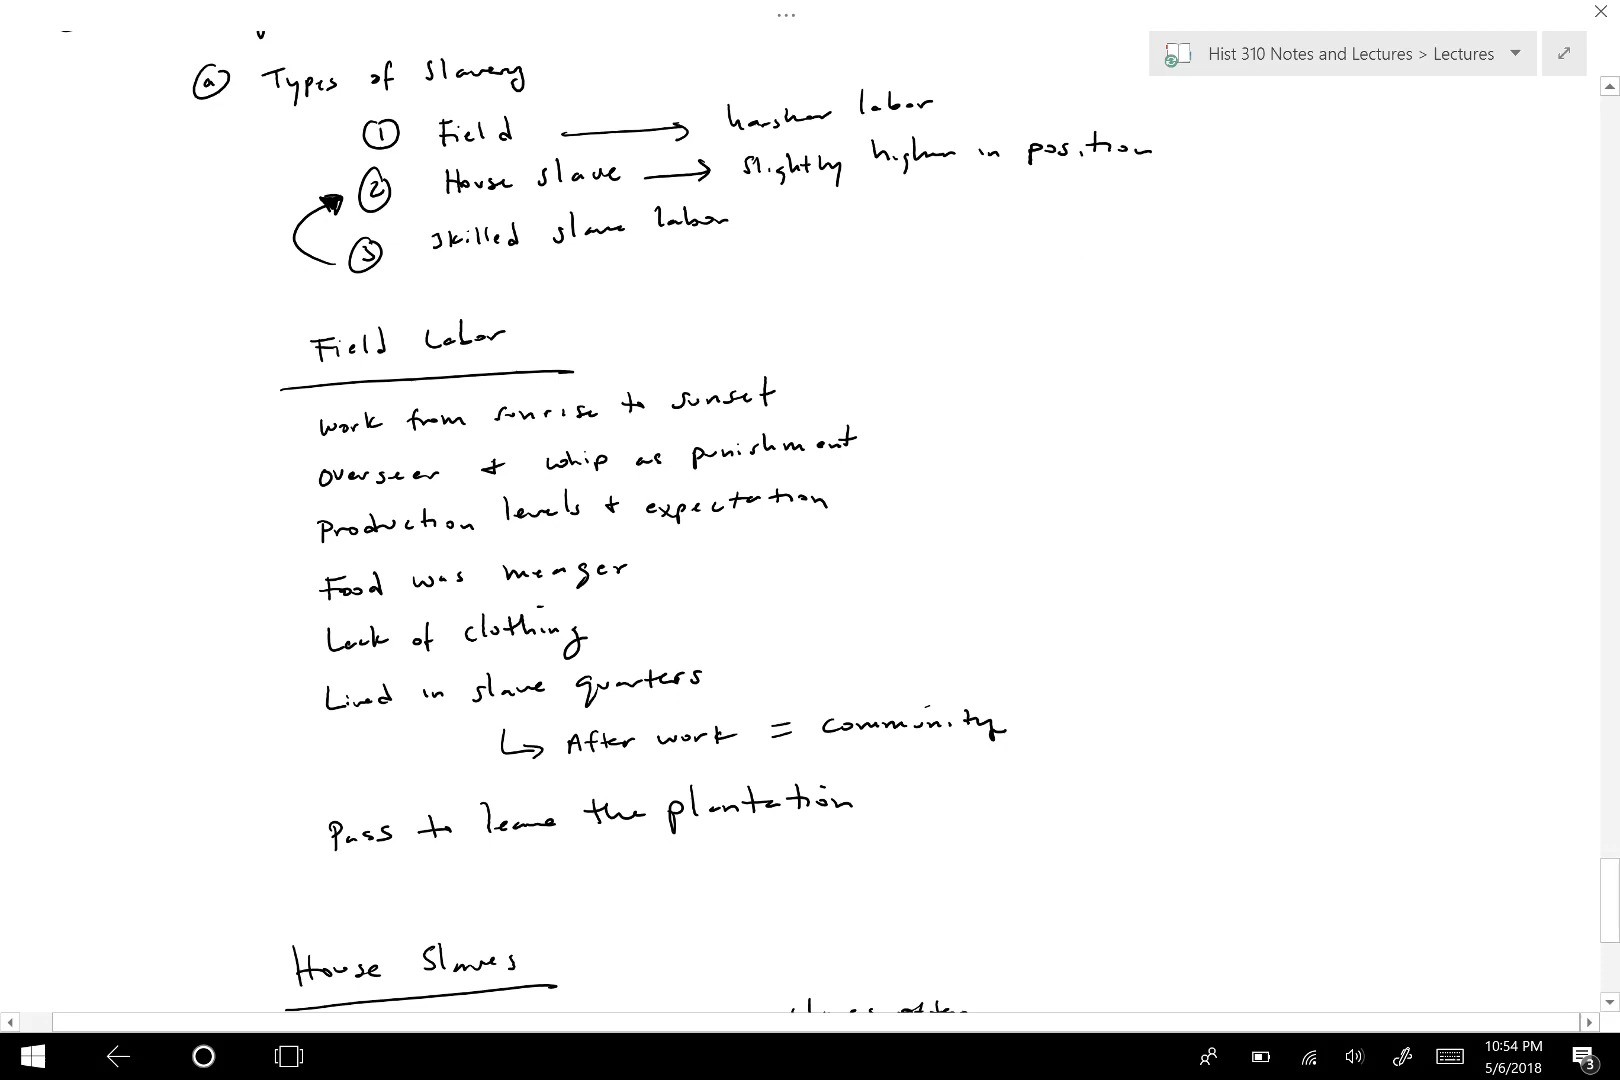 ...
Hist 310 Notes and Lectures > Lectures
a Types of slavery
1 Field → harsher labor
2 House slave → slightly higher in position
3 skilled slave labor
Field Labor
work from sunrise to sunset
overseer + whip as punishment
Production levels + expectation
Food was meager
Lack of clothing
Lived in slave quarters
↳ After work = community
Pass to leave the plantation
House Slaves
10:54 PM
5/6/2018
3